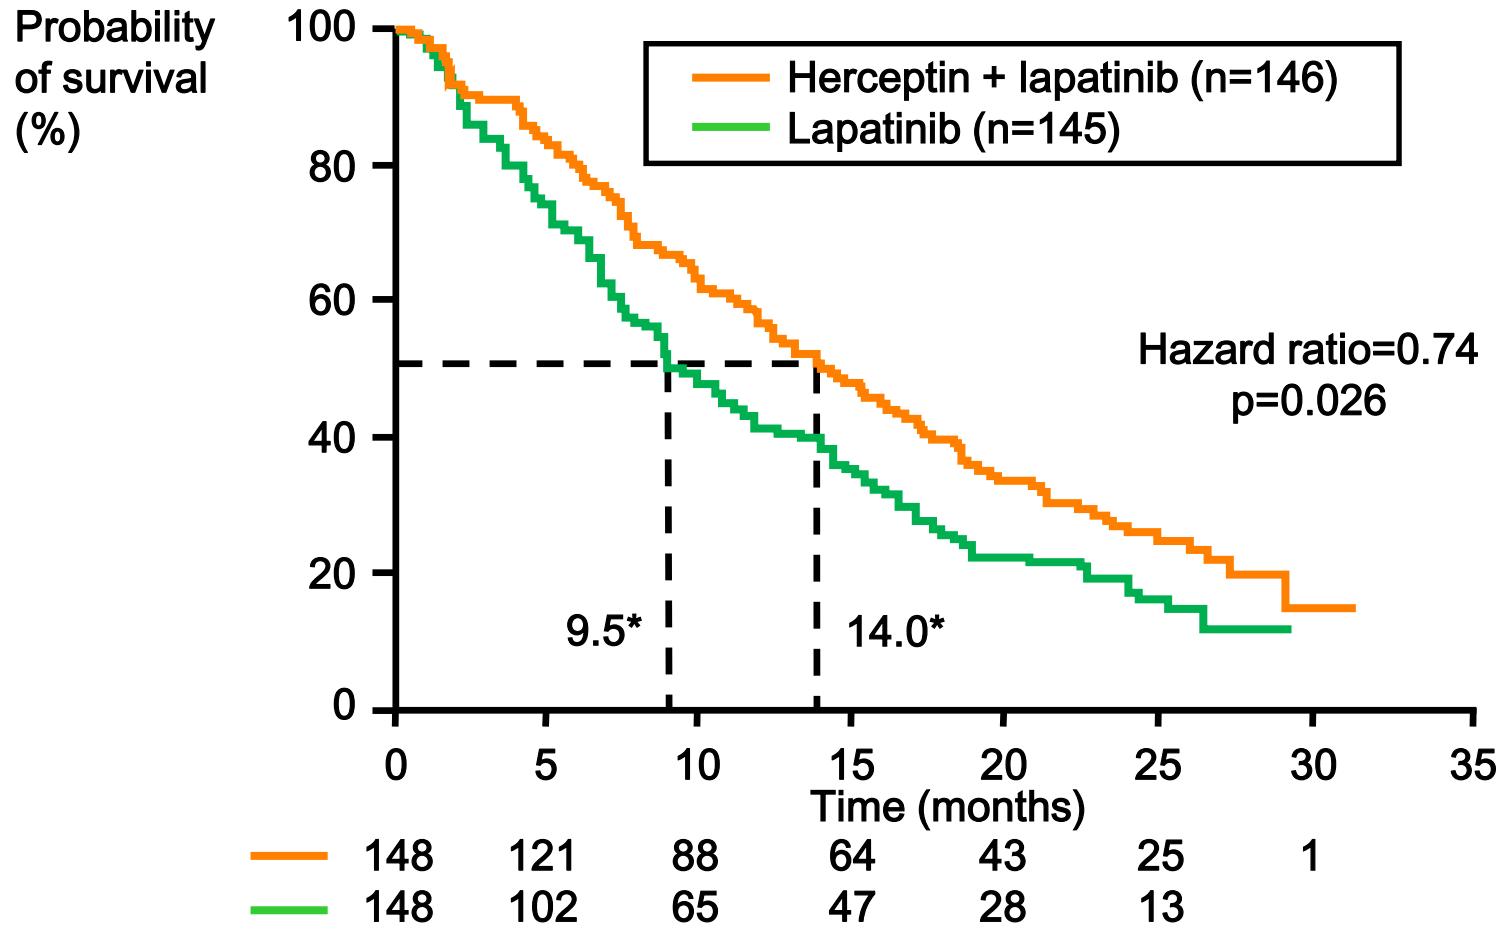 Probability
of survival
(%)
100
80
60
40
20
0
Herceptin + lapatinib (n=146)
Lapatinib (n=145)
Hazard ratio=0.74
p=0.026
9.5*
14.0*
0 5 10 15 20 25 30 35
Time (months)
148 121 88 64 43 25 1
148 102 65 47 28 13